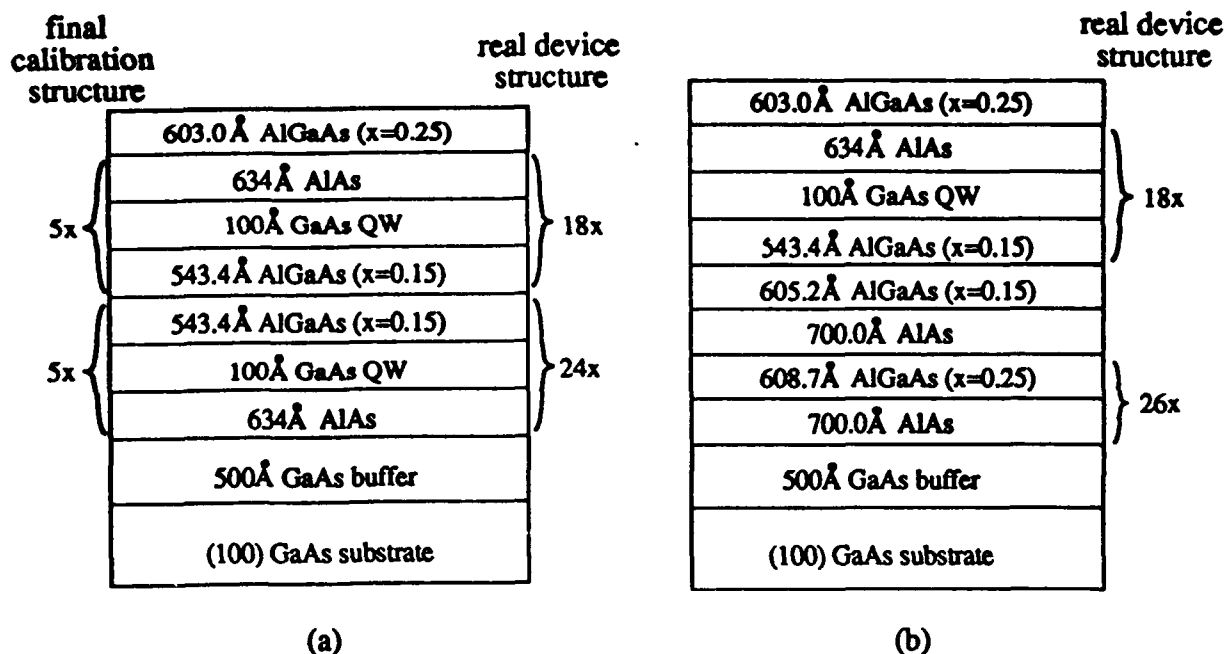 final
calibration
structure
real device
structure
603.0Å AlGaAs (x=0.25)
634Å AlAs
100Å GaAs QW
543.4Å AlGaAs (x=0.15)
543.4Å AlGaAs (x=0.15)
100Å GaAs QW
634Å AlAs
500Å GaAs buffer
(100) GaAs substrate
5x
5x
18x
24x
(a)
real device
structure
603.0Å AlGaAs (x=0.25)
634Å AlAs
100Å GaAs QW
543.4Å AlGaAs (x=0.15)
605.2Å AlGaAs (x=0.15)
700.0Å AlAs
608.7Å AlGaAs (x=0.25)
700.0Å AlAs
500Å GaAs buffer
(100) GaAs substrate
18x
26x
(b)